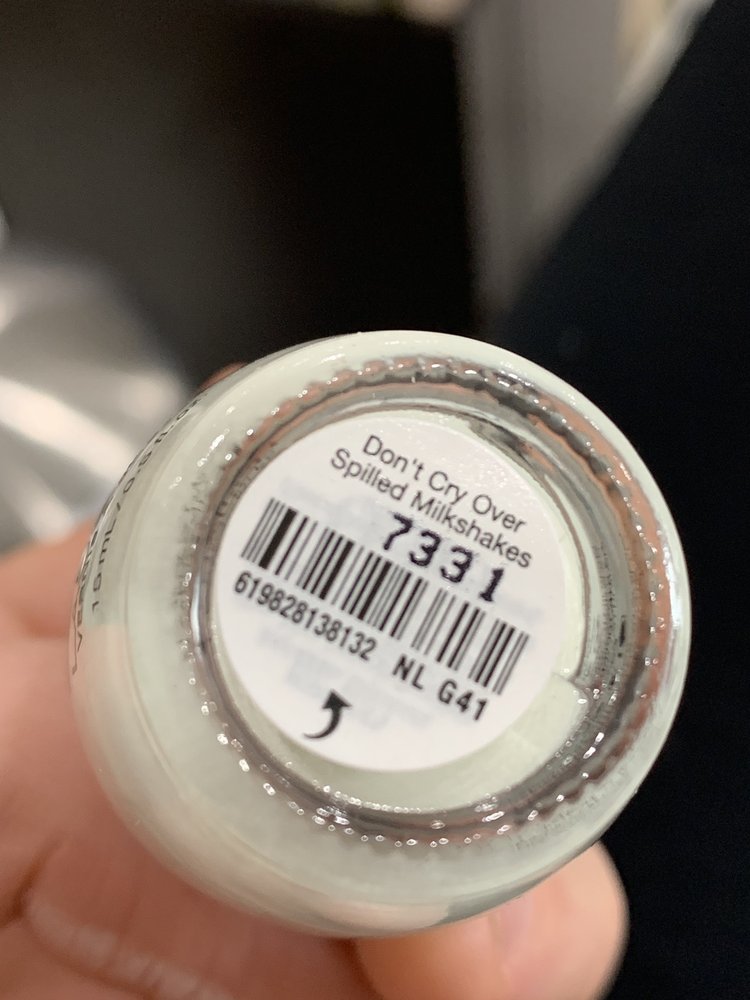 Don't Cry Over
Spilled Milkshakes
7331
619828138132 NL G41